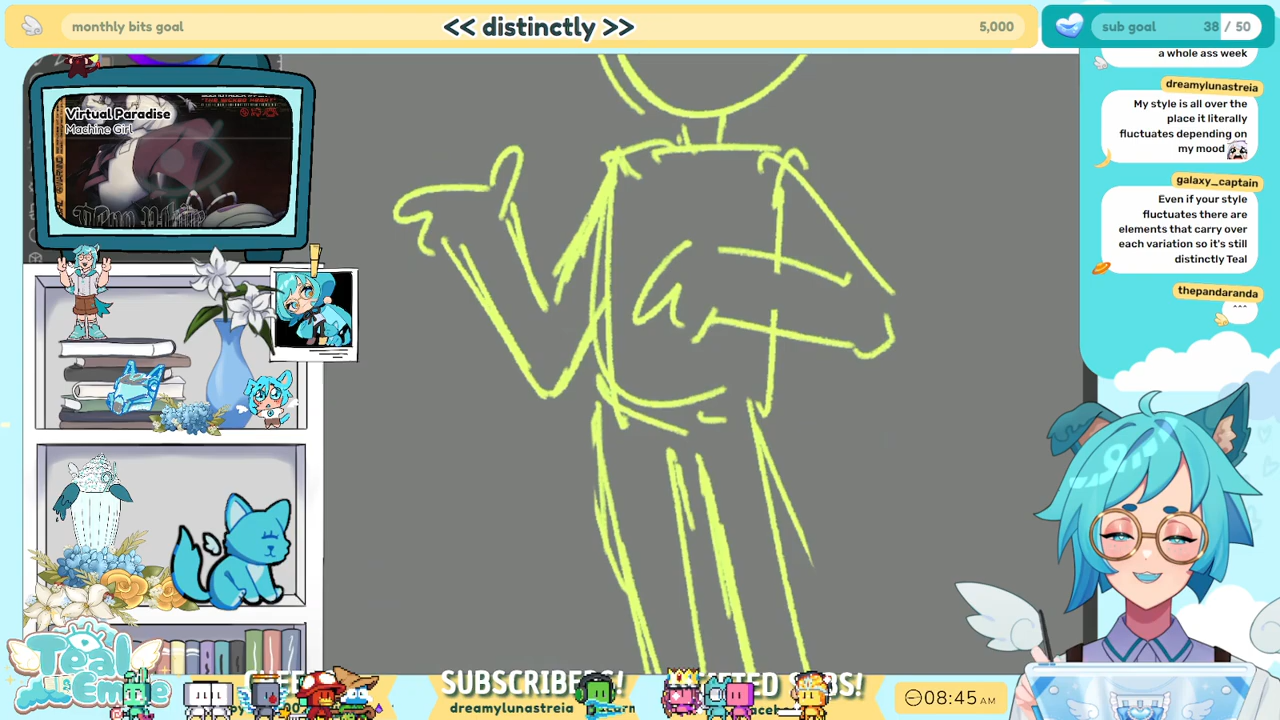 monthly bits goal
<< distinctly >>
5,000
sub goal
38 / 50
Virtual Paradise
Machine Girl
a whole ass week
dreamylunastreia
My style is all over the
place it literally
fluctuates depending on
my mood
galaxy_captain
Even if your style
fluctuates there are
elements that carry over
each variation so it's still
distinctly Teal
thepandaranda
^^^
Teal
SUBSCRIBERS!
dreamylunastreia
SUBS!
08:45 AM